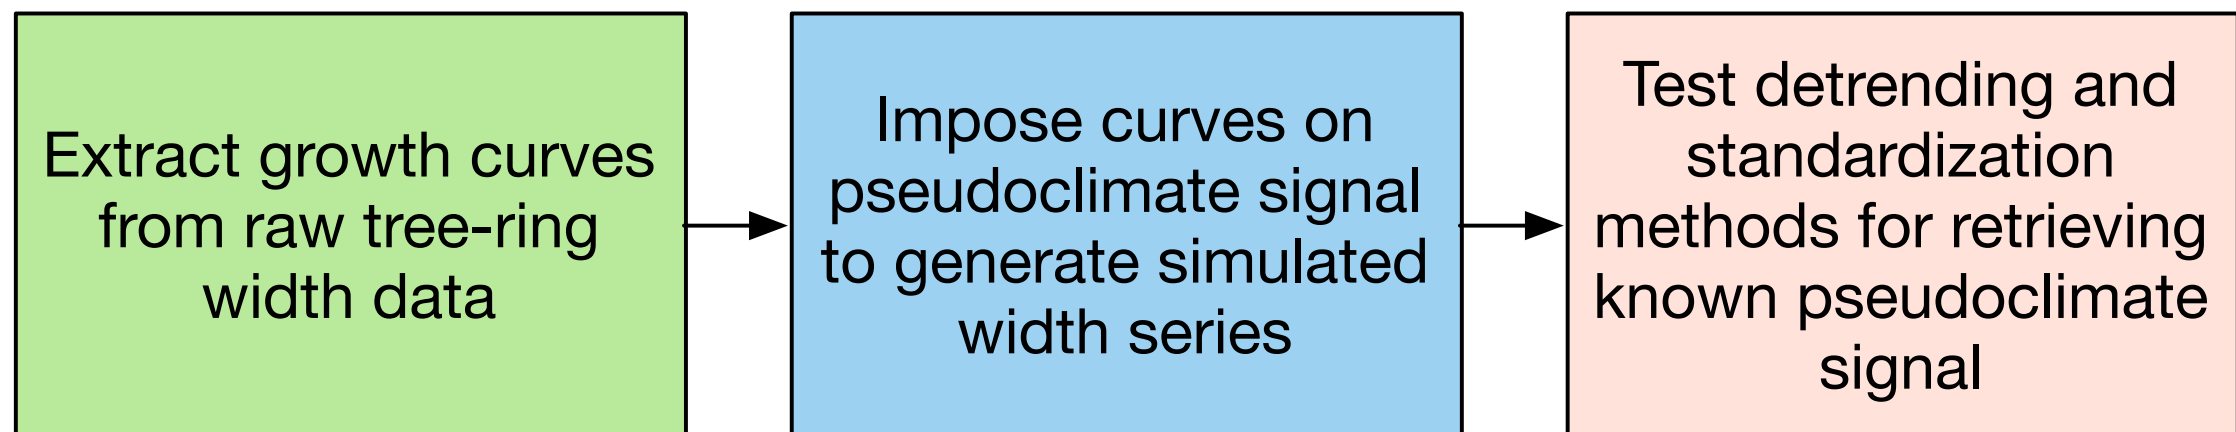 Extract growth curves
from raw tree-ring
width data
Impose curves on
pseudoclimate signal
to generate simulated
width series
Test detrending and
standardization
methods for retrieving
known pseudoclimate
signal